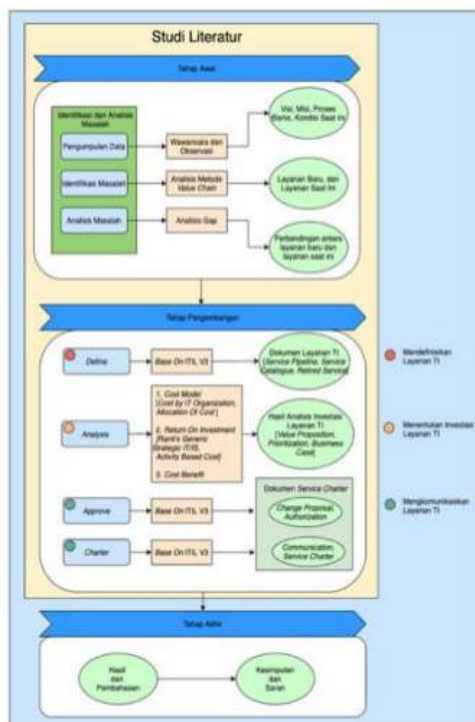 Studi Literatur
Tahap Awal
Identifikasi dan Analisis
Masalah
Pengumpulan Data
Wawancara dan
Observasi
Visi, Misi, Proses
Bisnis, Kondisi Saat Ini
Identifikasi Masalah
Analisis Metode
Value Chain
Layanan Baru, dan
Layanan Saat Ini
Analisis Masalah
Analisis Gap
Perbandingan antara
layanan baru dan
layanan saat ini
Tahap Pengembangan
Define
Base On ITIL V3
Dokumen Layanan TI
[Service Pipeline, Service
Catalogue, Retired Service]
Mendefinisikan
Layanan TI
Analysis
1. Cost Model
[Cost by IT Organization,
Allocation Of Cost]
2. Return On Investment
Strategic IT/IS,
Activity Based Cost]
3. Cost Benefit
Hasil Analisis Investasi
Layanan TI
[Value Proposition,
Prioritization, Business
Case]
Menentukan Investasi
Layanan TI
Dokumen Service Charter
Approve
Base On ITIL V3
Change Proposal,
Authorization
Mengkomunikasikan
Layanan TI
Charter
Base On ITIL V3
Communication,
Service Charter
Tahap Akhir
Hasil
dan
Pembahasan
Kesimpulan
dan
Saran